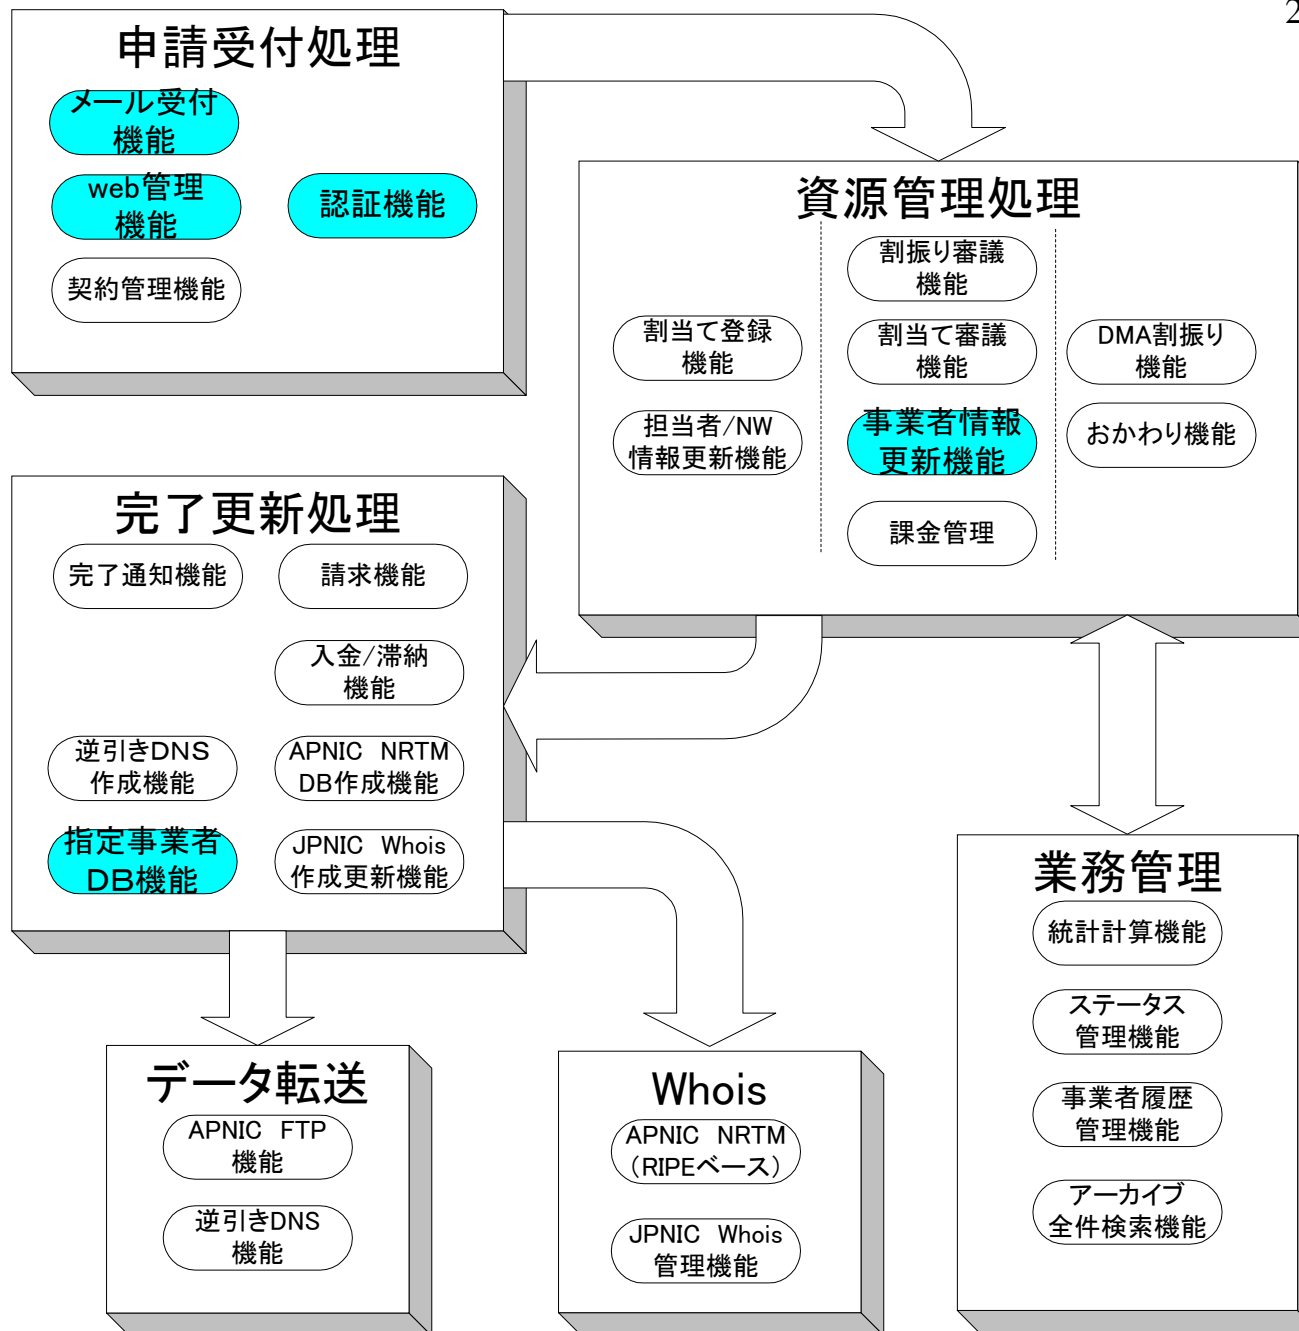 2
申請受付処理
メール受付
機能
web管理
機能
認証機能
契約管理機能
資源管理処理
割振り審議
機能
割当て登録
機能
割当て審議
機能
DMA割振り
機能
担当者/NW
情報更新機能
事業者情報
更新機能
おかわり機能
課金管理
完了更新処理
完了通知機能
請求機能
入金/滞納
機能
逆引きDNS
作成機能
APNIC NRTM
DB作成機能
指定事業者
DB機能
JPNIC Whois
作成更新機能
業務管理
統計計算機能
ステータス
管理機能
事業者履歴
管理機能
アーカイブ
全件検索機能
データ転送
APNIC FTP
機能
逆引きDNS
機能
Whois
APNIC NRTM
(RIPEベース)
JPNIC Whois
管理機能